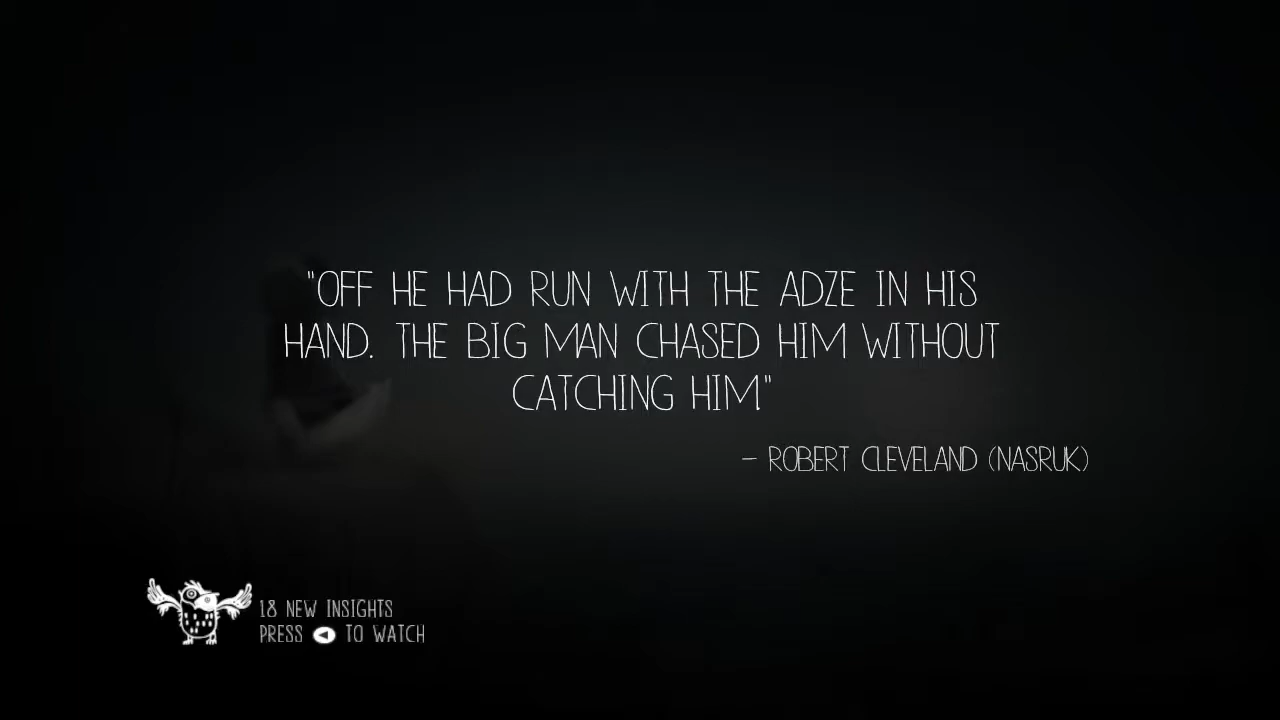 "OFF HE HAD RUN WITH THE ADZE IN HIS
HAND. THE BIG MAN CHASED HIM WITHOUT
CATCHING HIM."
- ROBERT CLEVELAND (NASRUK)
18 NEW INSIGHTS
PRESS TO WATCH